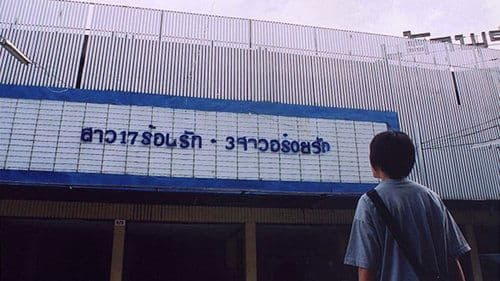 สาว17ร้อนรัก - 3สาวอร่อยรัก